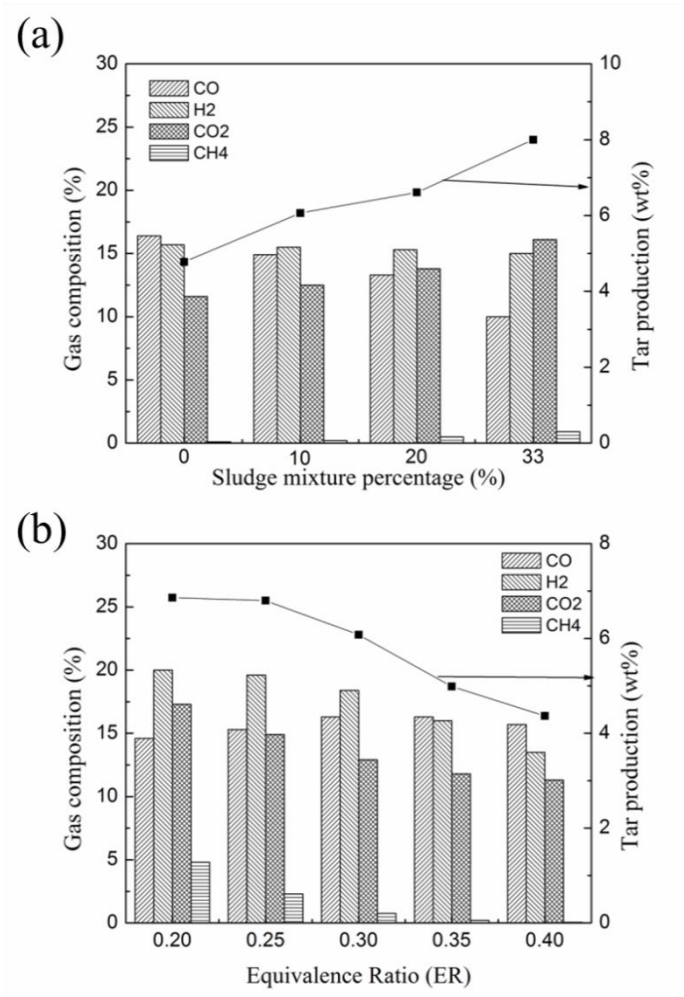 (a)
30
25
20
15
10
5
0
Gas composition (%)
CO
H2
CO2
CH4
10
8
6
4
2
0
Tar production (wt%)
0 10 20 33
Sludge mixture percentage (%)
(b)
30
25
20
15
10
5
0
Gas composition (%)
CO
H2
CO2
CH4
8
6
4
2
0
Tar production (wt%)
0.20 0.25 0.30 0.35 0.40
Equivalence Ratio (ER)